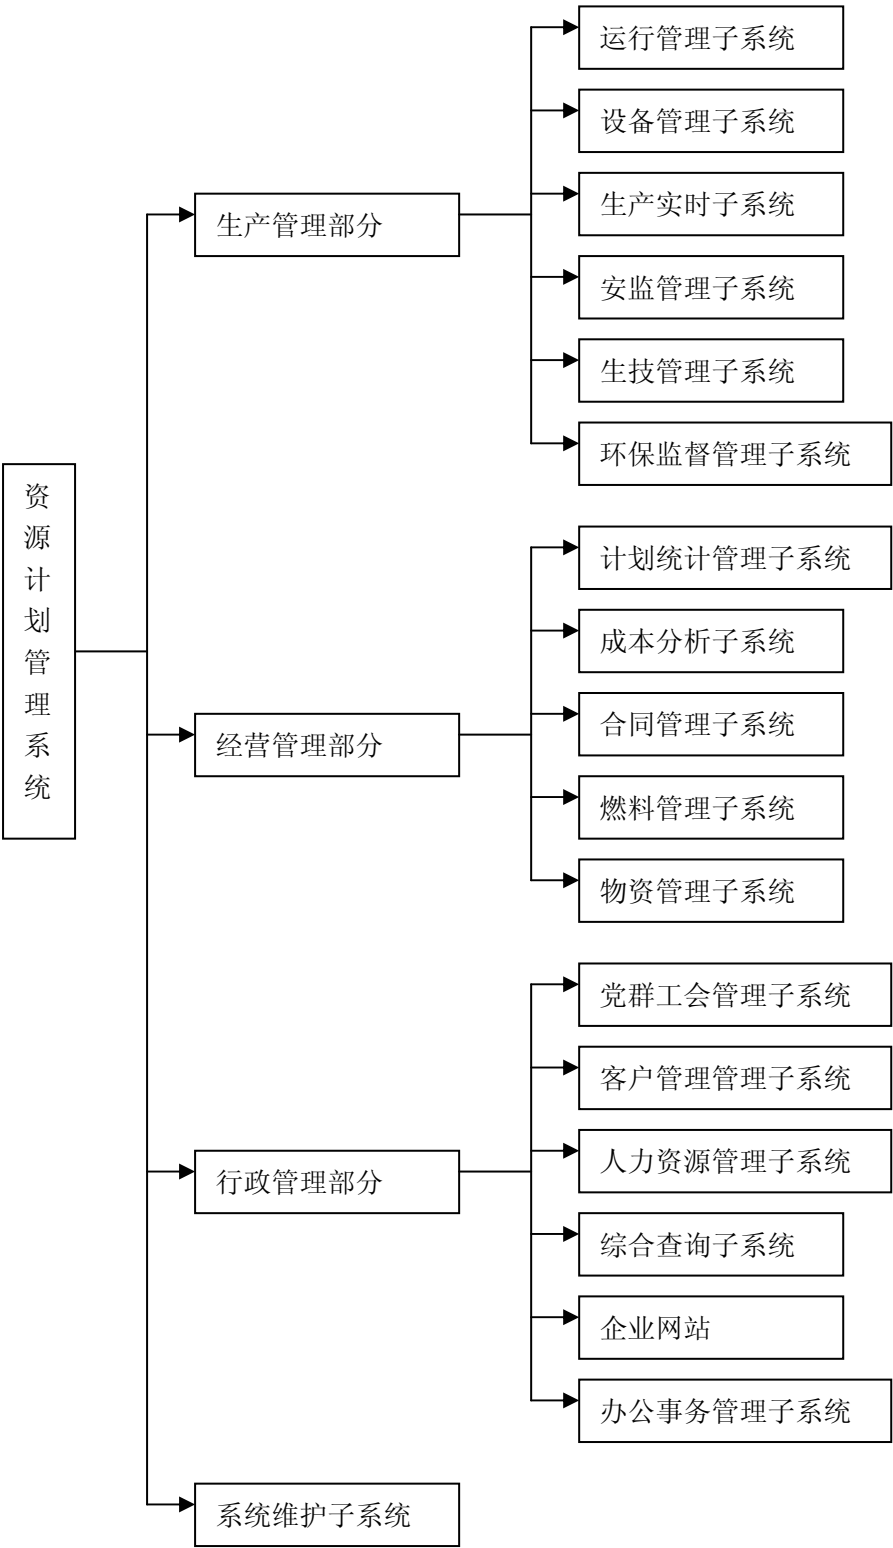 资源计划管理系统
生产管理部分
运行管理子系统
设备管理子系统
生产实时子系统
安监管理子系统
生技管理子系统
环保监督管理子系统
经营管理部分
计划统计管理子系统
成本分析子系统
合同管理子系统
燃料管理子系统
物资管理子系统
行政管理部分
党群工会管理子系统
客户管理管理子系统
人力资源管理子系统
综合查询子系统
企业网站
办公事务管理子系统
系统维护子系统